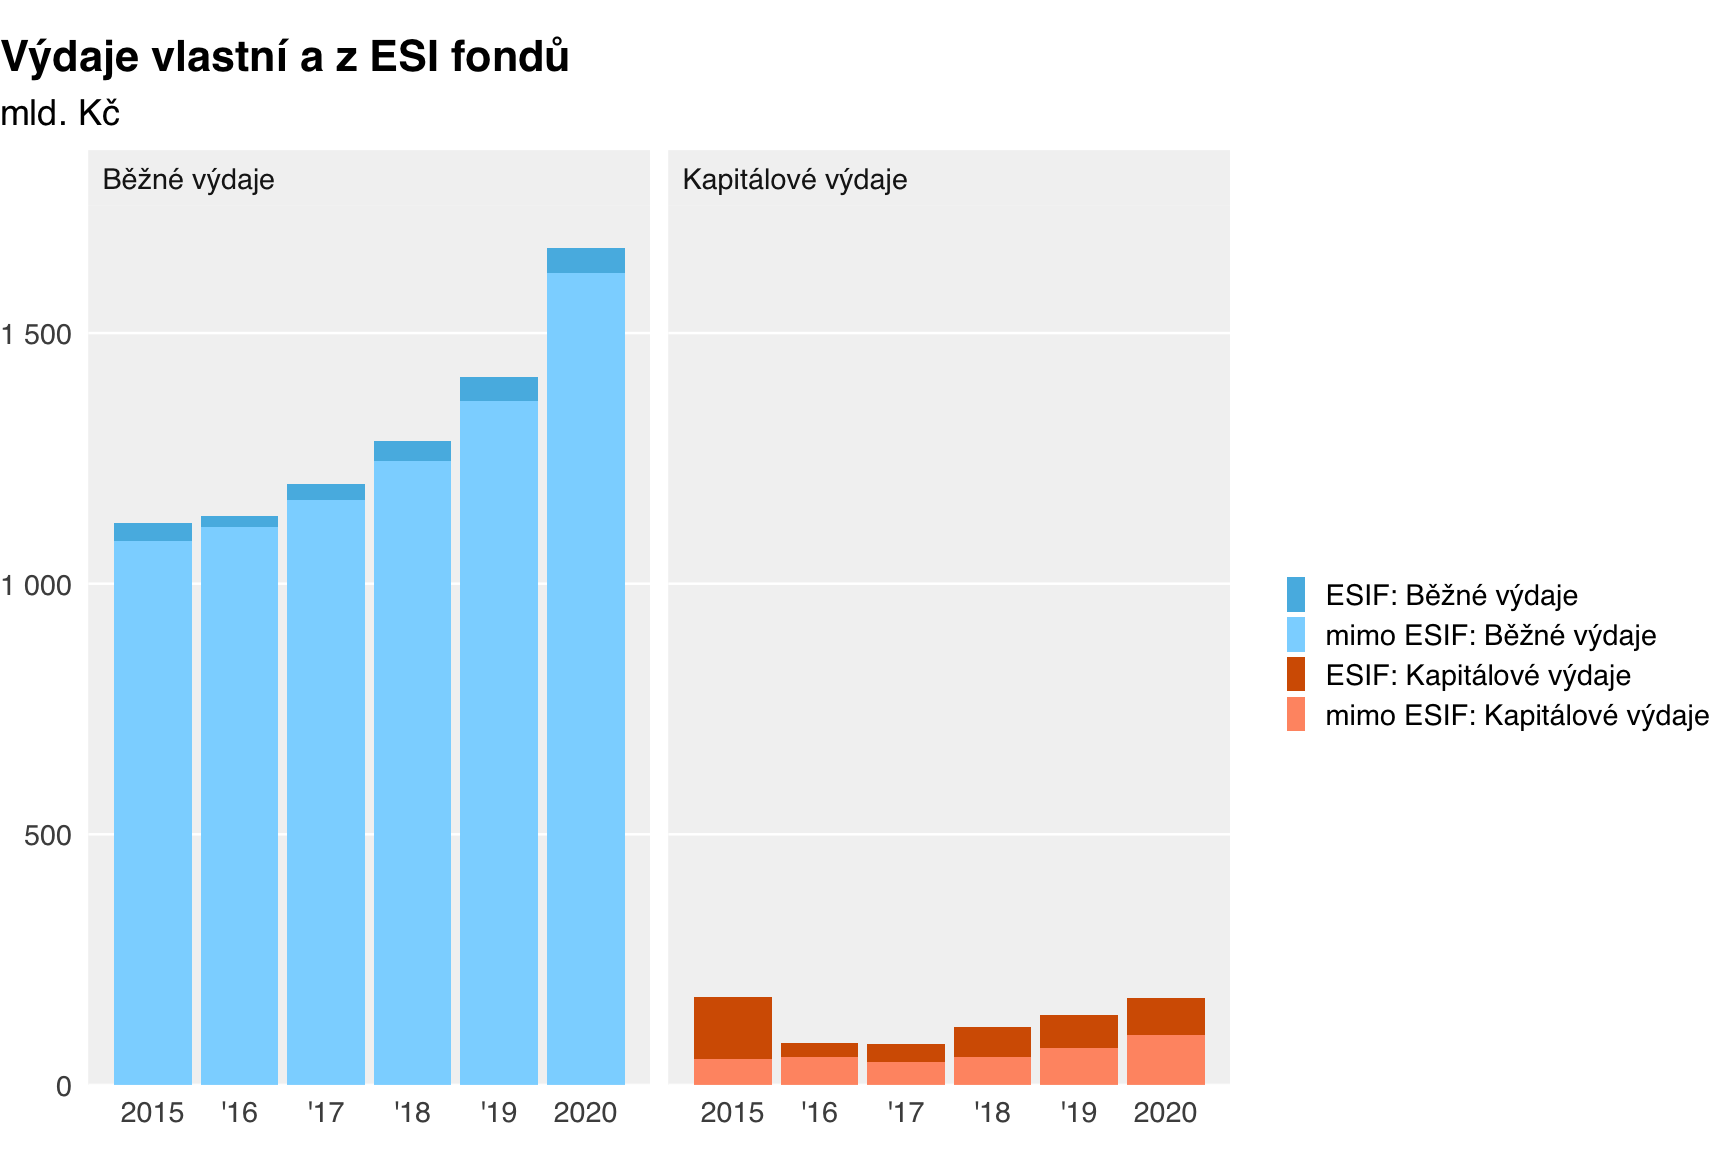 Výdaje vlastní a z ESI fondů
mld. Kč
Běžné výdaje
Kapitálové výdaje
1 500
1 000
500
0
2015 '16 '17 '18 '19 2020
2015 '16 '17 '18 '19 2020
ESIF: Běžné výdaje
mimo ESIF: Běžné výdaje
ESIF: Kapitálové výdaje
mimo ESIF: Kapitálové výdaje